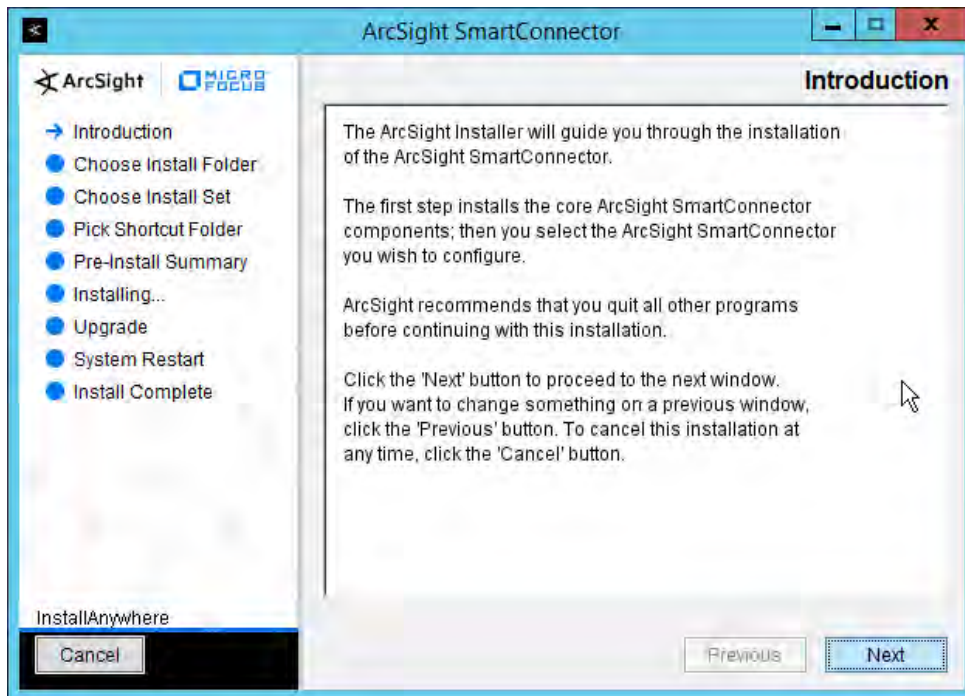 ArcSight SmartConnector
ArcSight
MICRO
FOCUS
Introduction
Introduction
Choose Install Folder
Choose Install Set
Pick Shortcut Folder
Pre-Install Summary
Installing...
Upgrade
System Restart
Install Complete
The ArcSight Installer will guide you through the installation
of the ArcSight SmartConnector.
The first step installs the core ArcSight SmartConnector
components; then you select the ArcSight SmartConnector
you wish to configure.
ArcSight recommends that you quit all other programs
before continuing with this installation.
Click the 'Next' button to proceed to the next window.
If you want to change something on a previous window,
click the 'Previous' button. To cancel this installation at
any time, click the 'Cancel' button.
InstallAnywhere
Cancel
Previous
Next